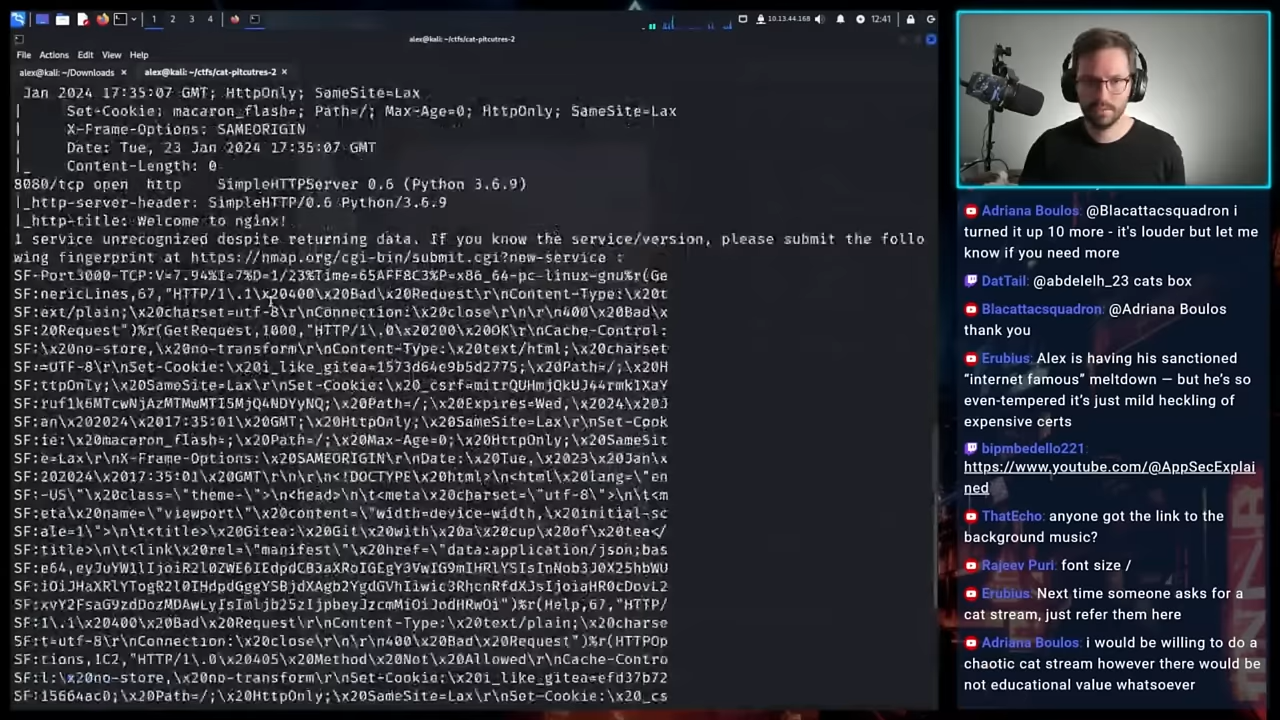 1 2 3 4
10.13.44.168
12:41
alex@kali: ~/ctfs/cat-pitcutres-2
File Actions Edit View Help
alex@kali: ~/Downloads × alex@kali: ~/ctfs/cat-pitcutres-2 ×
Jan 2024 17:35:07 GMT; HttpOnly; SameSite=Lax
| Set-Cookie: macaron_flash=; Path=/; Max-Age=0; HttpOnly; SameSite=Lax
| X-Frame-Options: SAMEORIGIN
| Date: Tue, 23 Jan 2024 17:35:07 GMT
|_ Content-Length: 0
8080/tcp open http SimpleHTTPServer 0.6 (Python 3.6.9)
|_http-server-header: SimpleHTTP/0.6 Python/3.6.9
|_http-title: Welcome to nginx!
1 service unrecognized despite returning data. If you know the service/version, please submit the follo
wing fingerprint at https://nmap.org/cgi-bin/submit.cgi?new-service :
SF-Port3000-TCP:V=7.94%I=7%D=1/23%Time=65AFF8C3%P=x86_64-pc-linux-gnu%r(Ge
SF:nericLines,67,"HTTP/1\.1\x20400\x20Bad\x20Request\r\nContent-Type:\x20t
SF:ext/plain;\x20charset=utf-8\r\nConnection:\x20close\r\n\r\n400\x20Bad\x
SF:20Request")%r(GetRequest,1000,"HTTP/1\.0\x20200\x20OK\r\nCache-Control:
SF:\x20no-store,\x20no-transform\r\nContent-Type:\x20text/html;\x20charset
SF:=UTF-8\r\nSet-Cookie:\x20i_like_gitea=1573d64e9b5d2775;\x20Path=/;\x20H
SF:ttpOnly;\x20SameSite=Lax\r\nSet-Cookie:\x20_csrf=mitrQUHmjQkUJ44rmk1XaY
SF:ruf1k6MTcwNjAzMTMwMTI5MjQ4NDYyNQ;\x20Path=/;\x20Expires=Wed,\x2024\x20J
SF:an\x202024\x2017:35:01\x20GMT;\x20HttpOnly;\x20SameSite=Lax\r\nSet-Cook
SF:ie:\x20macaron_flash=;\x20Path=/;\x20Max-Age=0;\x20HttpOnly;\x20SameSit
SF:e=Lax\r\nX-Frame-Options:\x20SAMEORIGIN\r\nDate:\x20Tue,\x2023\x20Jan\x
SF:202024\x2017:35:01\x20GMT\r\n\r\n<!DOCTYPE\x20html>\n<html\x20lang=\"en
SF:-US\"\x20class=\"theme-\">\n<head>\n\t<meta\x20charset=\"utf-8\">\n\t<m
SF:eta\x20name=\"viewport\"\x20content=\"width=device-width,\x20initial-sc
SF:ale=1\">\n\t<title>\x20Gitea:\x20Git\x20with\x20a\x20cup\x20of\x20tea</
SF:title>\n\t<link\x20rel=\"manifest\"\x20href=\"data:application/json;bas
SF:1\.1\x20400\x20Bad\x20Request\r\nContent-Type:\x20text/plain;\x20charse
SF:t=utf-8\r\nConnection:\x20close\r\n\r\n400\x20Bad\x20Request")%r(HTTPOp
SF:tions,1C2,"HTTP/1\.0\x20405\x20Method\x20Not\x20Allowed\r\nCache-Contro
SF:l:\x20no-store,\x20no-transform\r\nSet-Cookie:\x20i_like_gitea=efd37b72
SF:15664ac0;\x20Path=/;\x20HttpOnly;\x20SameSite=Lax\r\nSet-Cookie:\x20_cs
Adriana Boulos: @Blacattacsquadron i
turned it up 10 more - it's louder but let me
know if you need more
DatTail: @abdelelh_23 cats box
Blacattacsquadron: @Adriana Boulos
thank you
Erubius: Alex is having his sanctioned
“internet famous” meltdown — but he’s so
even-tempered it’s just mild heckling of
expensive certs
bipmbedello221:
https://www.youtube.com/@AppSecExplai
ned
ThatEcho: anyone got the link to the
background music?
Rajeev Puri: font size /
Erubius: Next time someone asks for a
cat stream, just refer them here
Adriana Boulos: i would be willing to do a
chaotic cat stream however there would be
not educational value whatsoever